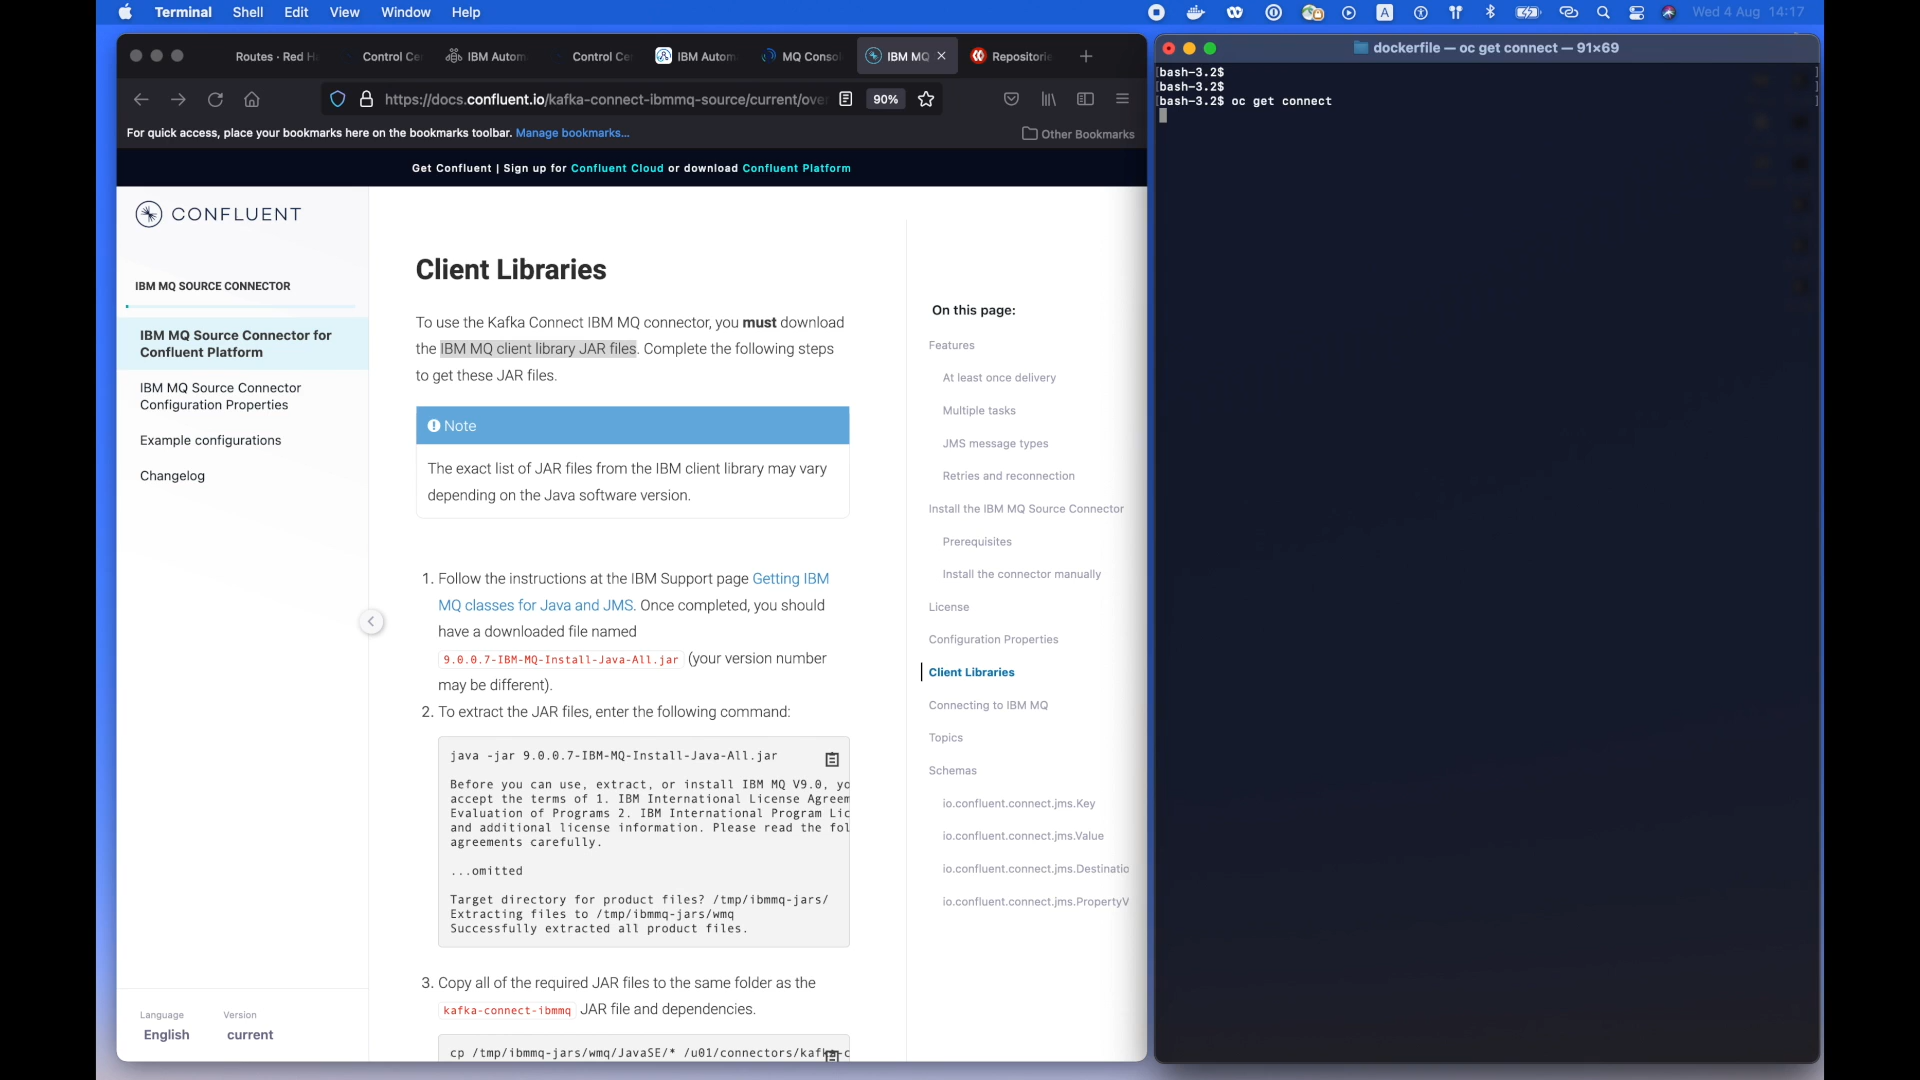 Terminal Shell Edit View Window Help
A
Wed 4 Aug 14:17
Routes · Red H
Control Ce
IBM Autom
Control Ce
IBM Autom
MQ Conso
IBM MQ
Repositorie
https://docs.confluent.io/kafka-connect-ibmmq-source/current/over
90%
For quick access, place your bookmarks here on the bookmarks toolbar. Manage bookmarks...
Other Bookmarks
Get Confluent | Sign up for Confluent Cloud or download Confluent Platform
CONFLUENT
IBM MQ SOURCE CONNECTOR
IBM MQ Source Connector for
Confluent Platform
IBM MQ Source Connector
Configuration Properties
Example configurations
Changelog
Language
English
Version
current
Client Libraries
To use the Kafka Connect IBM MQ connector, you must download
the IBM MQ client library JAR files. Complete the following steps
to get these JAR files.
Note
The exact list of JAR files from the IBM client library may vary
depending on the Java software version.
1. Follow the instructions at the IBM Support page Getting IBM
MQ classes for Java and JMS. Once completed, you should
have a downloaded file named
9.0.0.7-IBM-MQ-Install-Java-All.jar (your version number
may be different).
2. To extract the JAR files, enter the following command:
java -jar 9.0.0.7-IBM-MQ-Install-Java-All.jar
Before you can use, extract, or install IBM MQ V9.0, yo
accept the terms of 1. IBM International License Agreem
Evaluation of Programs 2. IBM International Program Lic
and additional license information. Please read the fol
agreements carefully.
...omitted
Target directory for product files? /tmp/ibmmq-jars/
Extracting files to /tmp/ibmmq-jars/wmq
Successfully extracted all product files.
3. Copy all of the required JAR files to the same folder as the
kafka-connect-ibmmq JAR file and dependencies.
cp /tmp/ibmmq-jars/wmq/JavaSE/* /u01/connectors/kafka-c
On this page:
Features
At least once delivery
Multiple tasks
JMS message types
Retries and reconnection
Install the IBM MQ Source Connector
Prerequisites
Install the connector manually
License
Configuration Properties
Client Libraries
Connecting to IBM MQ
Topics
Schemas
io.confluent.connect.jms.Key
io.confluent.connect.jms.Value
io.confluent.connect.jms.Destinatio
io.confluent.connect.jms.PropertyV
dockerfile — oc get connect — 91×69
[bash-3.2$ ]
[bash-3.2$
[bash-3.2$ oc get connect ]